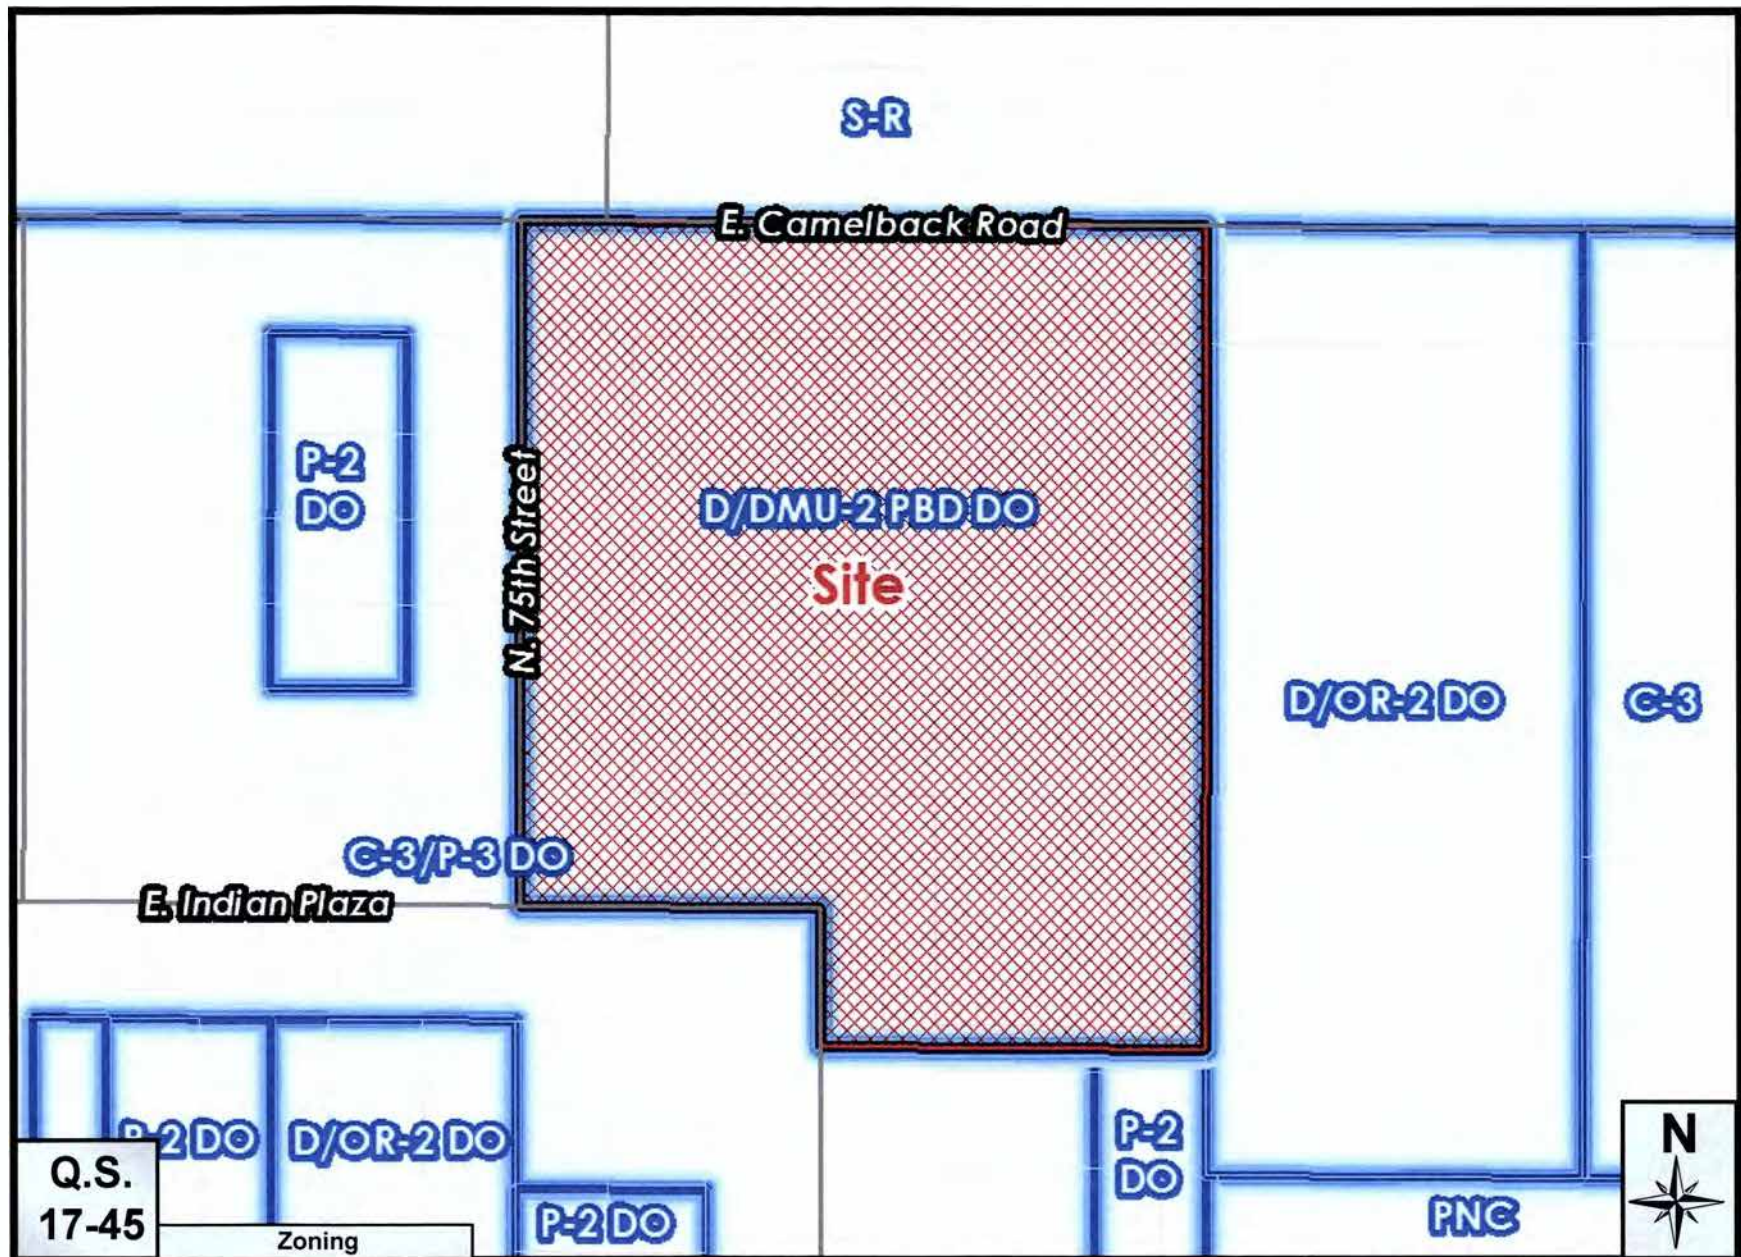 S-R
E. Camelback Road
P-2
DO
N. 75th Street
D/DMU-2 PBD DO
Site
D/OR-2 DO
C-3
C-3/P-3 DO
E. Indian Plaza
P-2 DO
D/OR-2 DO
P-2
DO
N
Q.S.
17-45
Zoning
P-2 DO
PNC